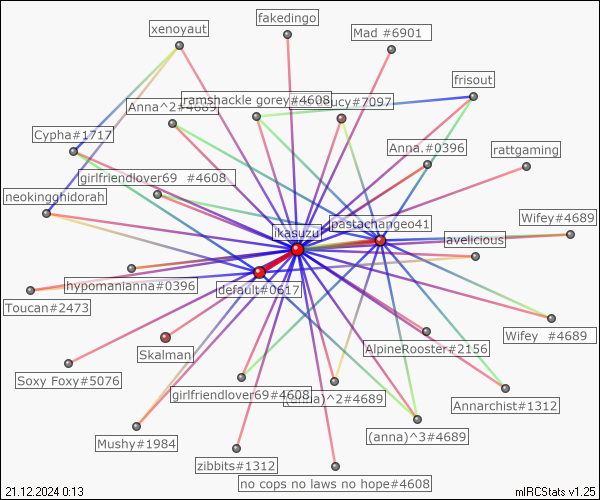 fakedingo
xenoyaut
Mad #6901
frisout
ramshackle gorey#4608
ucy#7097
Anna^2#4689
Cypha#1717
Anna.#0396
rattgaming
girlfriendlover69 #4608
neokingghidorah
Wifey#4689
pastachangeo41
ikasuzu
avelicious
hypomanianna#0396
default#0617
Toucan#2473
Wifey #4689
AlpineRooster#2156
Skalman
Soxy Foxy#5076
girlfriendlover69#4608
)^2#4689
Annarchist#1312
Mushy#1984
(anna)^3#4689
zibbits#1312
no cops no laws no hope#4608
21.12.2024 0:13
mIRCStats v1.25